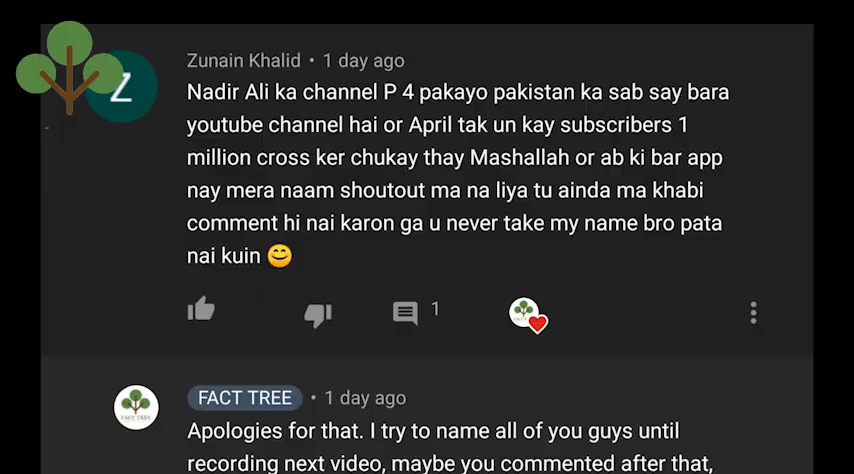 Zunain Khalid • 1 day ago
Z
Nadir Ali ka channel P 4 pakayo pakistan ka sab say bara
youtube channel hai or April tak un kay subscribers 1
million cross ker chukay thay Mashallah or ab ki bar app
nay mera naam shoutout ma na liya tu ainda ma khabi
comment hi nai karon ga u never take my name bro pata
nai kuin 😊
1
FACT TREE • 1 day ago
FACT TREE
Apologies for that. I try to name all of you guys until
recording next video, maybe you commented after that,